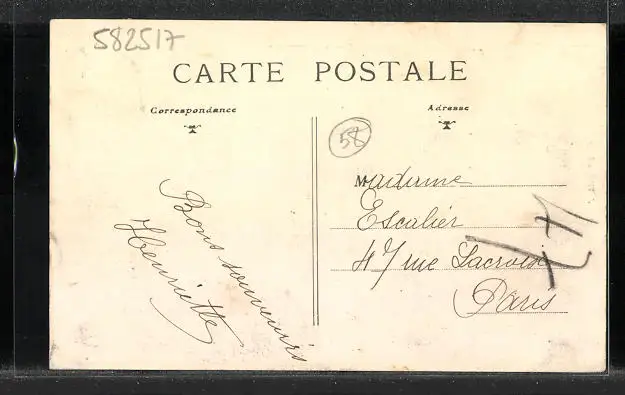 582517
CARTE POSTALE
Correspondance
Adresse
58
Madame
Escalier
47 rue Lacroix
Paris
Bons souvenirs
Henriette